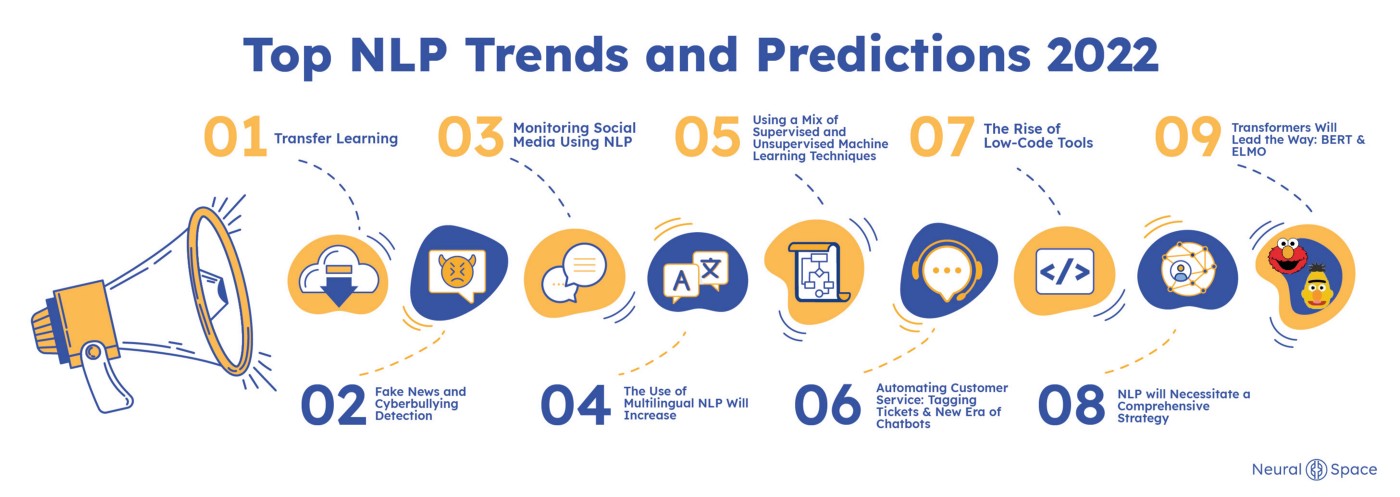 Top NLP Trends and Predictions 2022
01
Transfer Learning
03
Monitoring Social
Media Using NLP
05
Using a Mix of
Supervised and
Unsupervised Machine
Learning Techniques
07
The Rise of
Low-Code Tools
09
Transformers Will
Lead the Way: BERT &
ELMO
A
文
</>
02
Fake News and
Cyberbullying
Detection
04
The Use of
Multilingual NLP Will
Increase
06
Automating Customer
Service: Tagging
Tickets & New Era of
Chatbots
08
NLP will Necessitate a
Comprehensive
Strategy
Neural Space